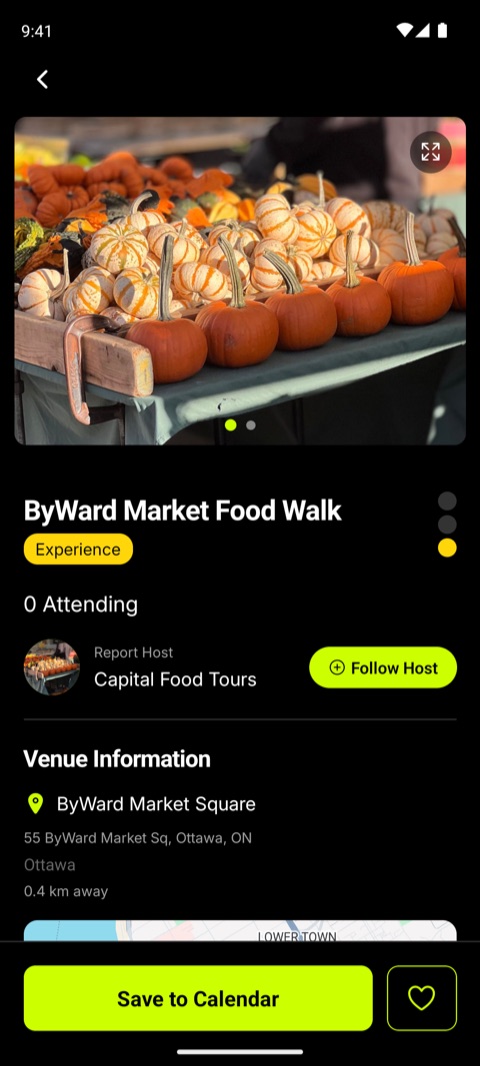 9:41
ByWard Market Food Walk
Experience
0 Attending
Report Host
Capital Food Tours
Follow Host
Venue Information
ByWard Market Square
55 ByWard Market Sq, Ottawa, ON
Ottawa
0.4 km away
LOWER TOWN
Save to Calendar